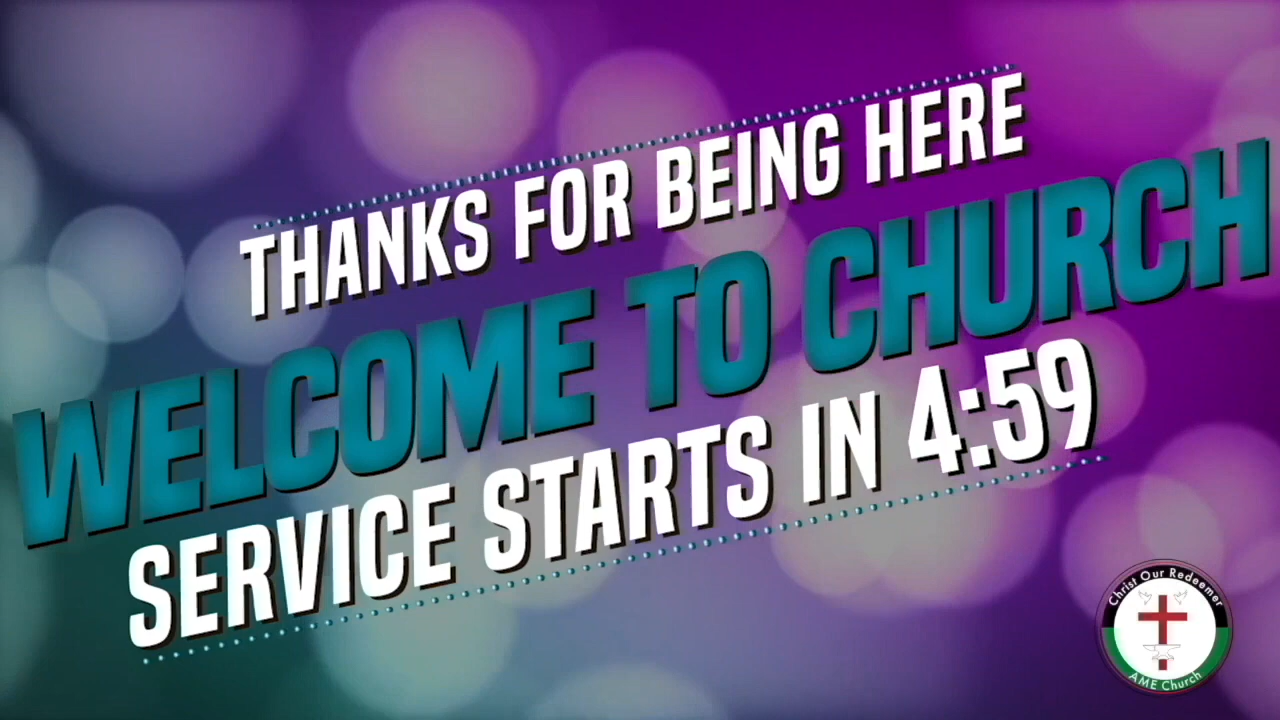 THANKS FOR BEING HERE
WELCOME TO CHURCH
SERVICE STARTS IN 4:59
Christ Our Redeemer
AME Church